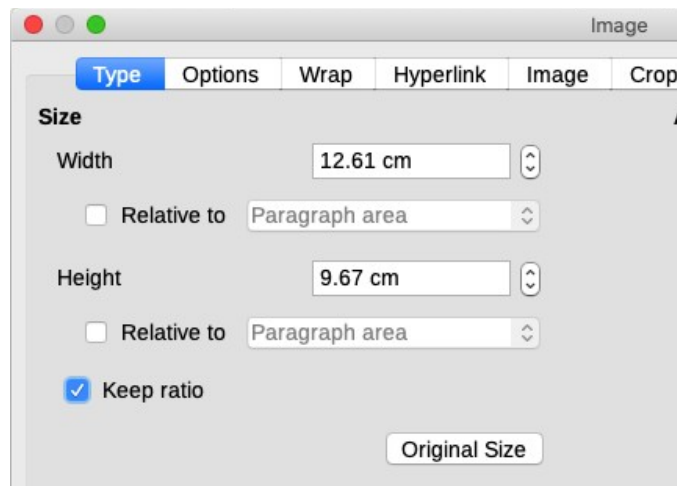 Image
Type Options Wrap Hyperlink Image Crop
Size
Width 12.61 cm
Relative to Paragraph area
Height 9.67 cm
Relative to Paragraph area
Keep ratio
Original Size